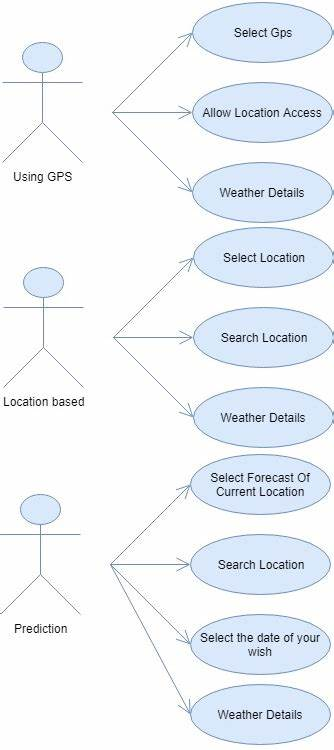 Select Gps
Allow Location Access
Using GPS
Weather Details
Select Location
Search Location
Location based
Weather Details
Select Forecast Of
Current Location
Search Location
Prediction
Select the date of your
wish
Weather Details